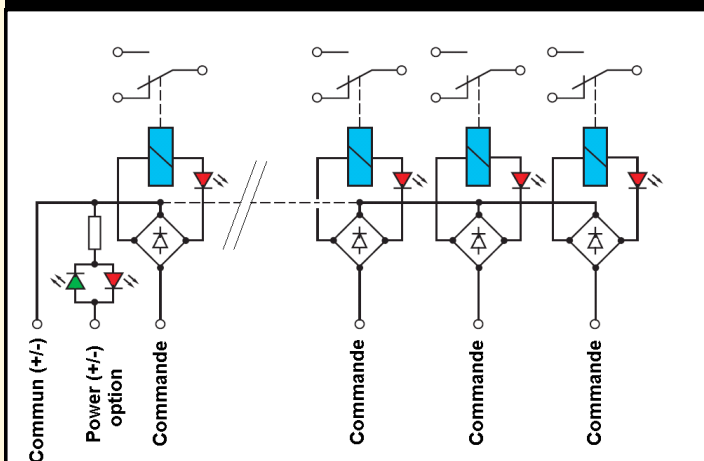 Commun (+/-)
Power (+/-)
option
Commande
Commande
Commande
Commande